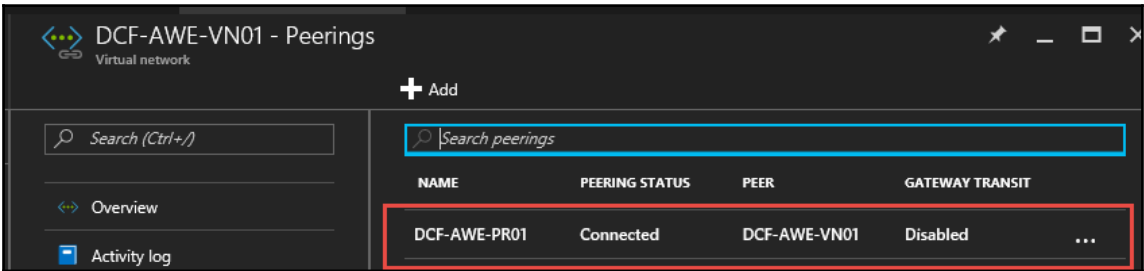 DCF-AWE-VN01 - Peerings
Virtual network
Add
Search (Ctrl+/)
Overview
Activity log
Search peerings
NAME PEERING STATUS PEER GATEWAY TRANSIT
DCF-AWE-PR01 Connected DCF-AWE-VN01 Disabled ...